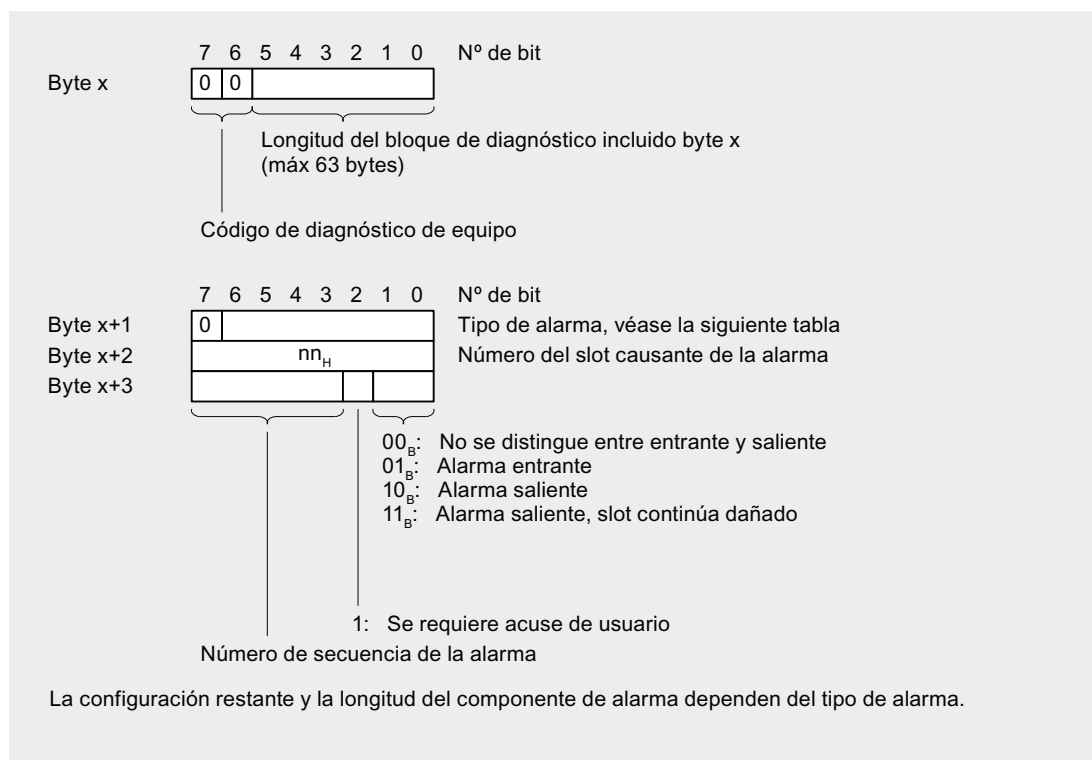 7 6 5 4 3 2 1 0 Nº de bit
Byte x 0 0
Longitud del bloque de diagnóstico incluido byte x
(máx 63 bytes)
Código de diagnóstico de equipo
7 6 5 4 3 2 1 0 Nº de bit
Byte x+1 0 Tipo de alarma, véase la siguiente tabla
Byte x+2 nnH Número del slot causante de la alarma
Byte x+3
00B: No se distingue entre entrante y saliente
01B: Alarma entrante
10B: Alarma saliente
11B: Alarma saliente, slot continúa dañado
1: Se requiere acuse de usuario
Número de secuencia de la alarma
La configuración restante y la longitud del componente de alarma dependen del tipo de alarma.